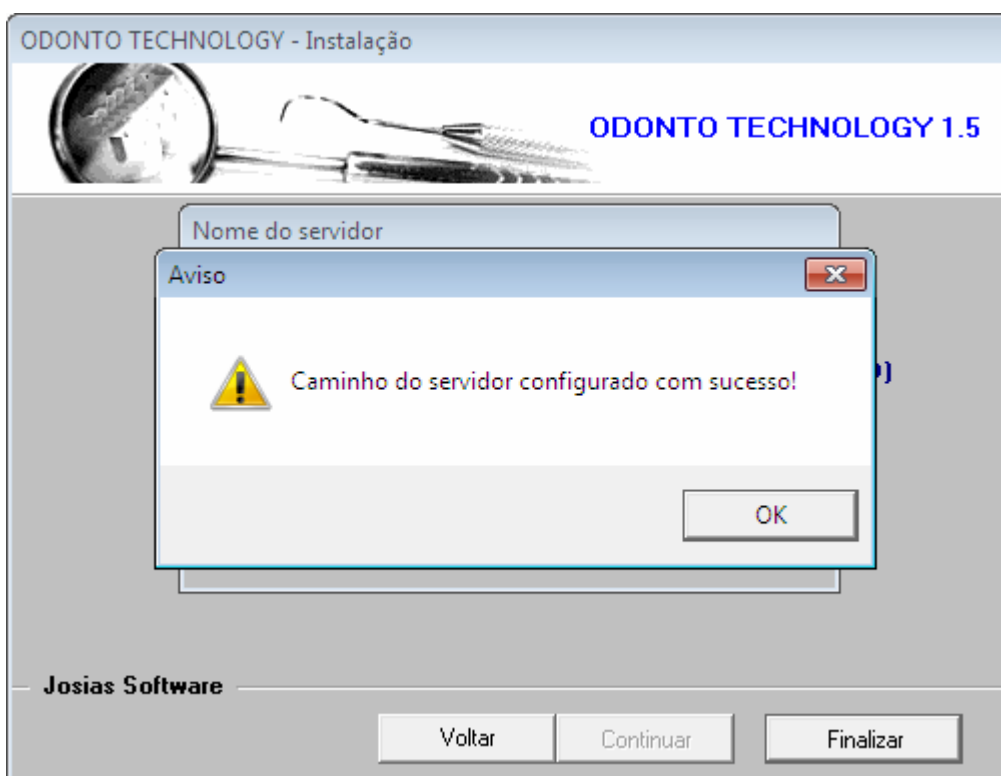 ODONTO TECHNOLOGY - Instalação
ODONTO TECHNOLOGY 1.5
Nome do servidor
Aviso
Caminho do servidor configurado com sucesso!
OK
Josias Software
Voltar
Continuar
Finalizar